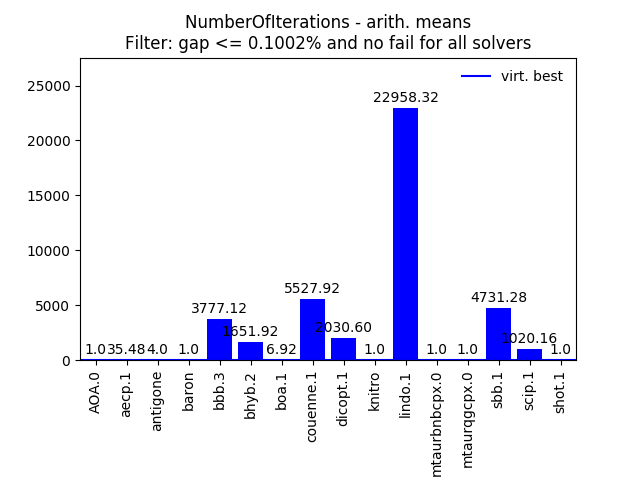 NumberOfIterations - arith. means
Filter: gap <= 0.1002% and no fail for all solvers
virt. best
25000
20000
15000
10000
5000
0
1.0
35.48
4.0
1.0
3777.12
1651.92
6.92
5527.92
2030.60
1.0
22958.32
1.0
1.0
4731.28
1020.16
1.0
AOA.0
aecp.1
antigone
baron
bbb.3
bhyb.2
boa.1
couenne.1
dicopt.1
knitro
lindo.1
mtaurbnbcpx.0
mtaurqgcpx.0
sbb.1
scip.1
shot.1